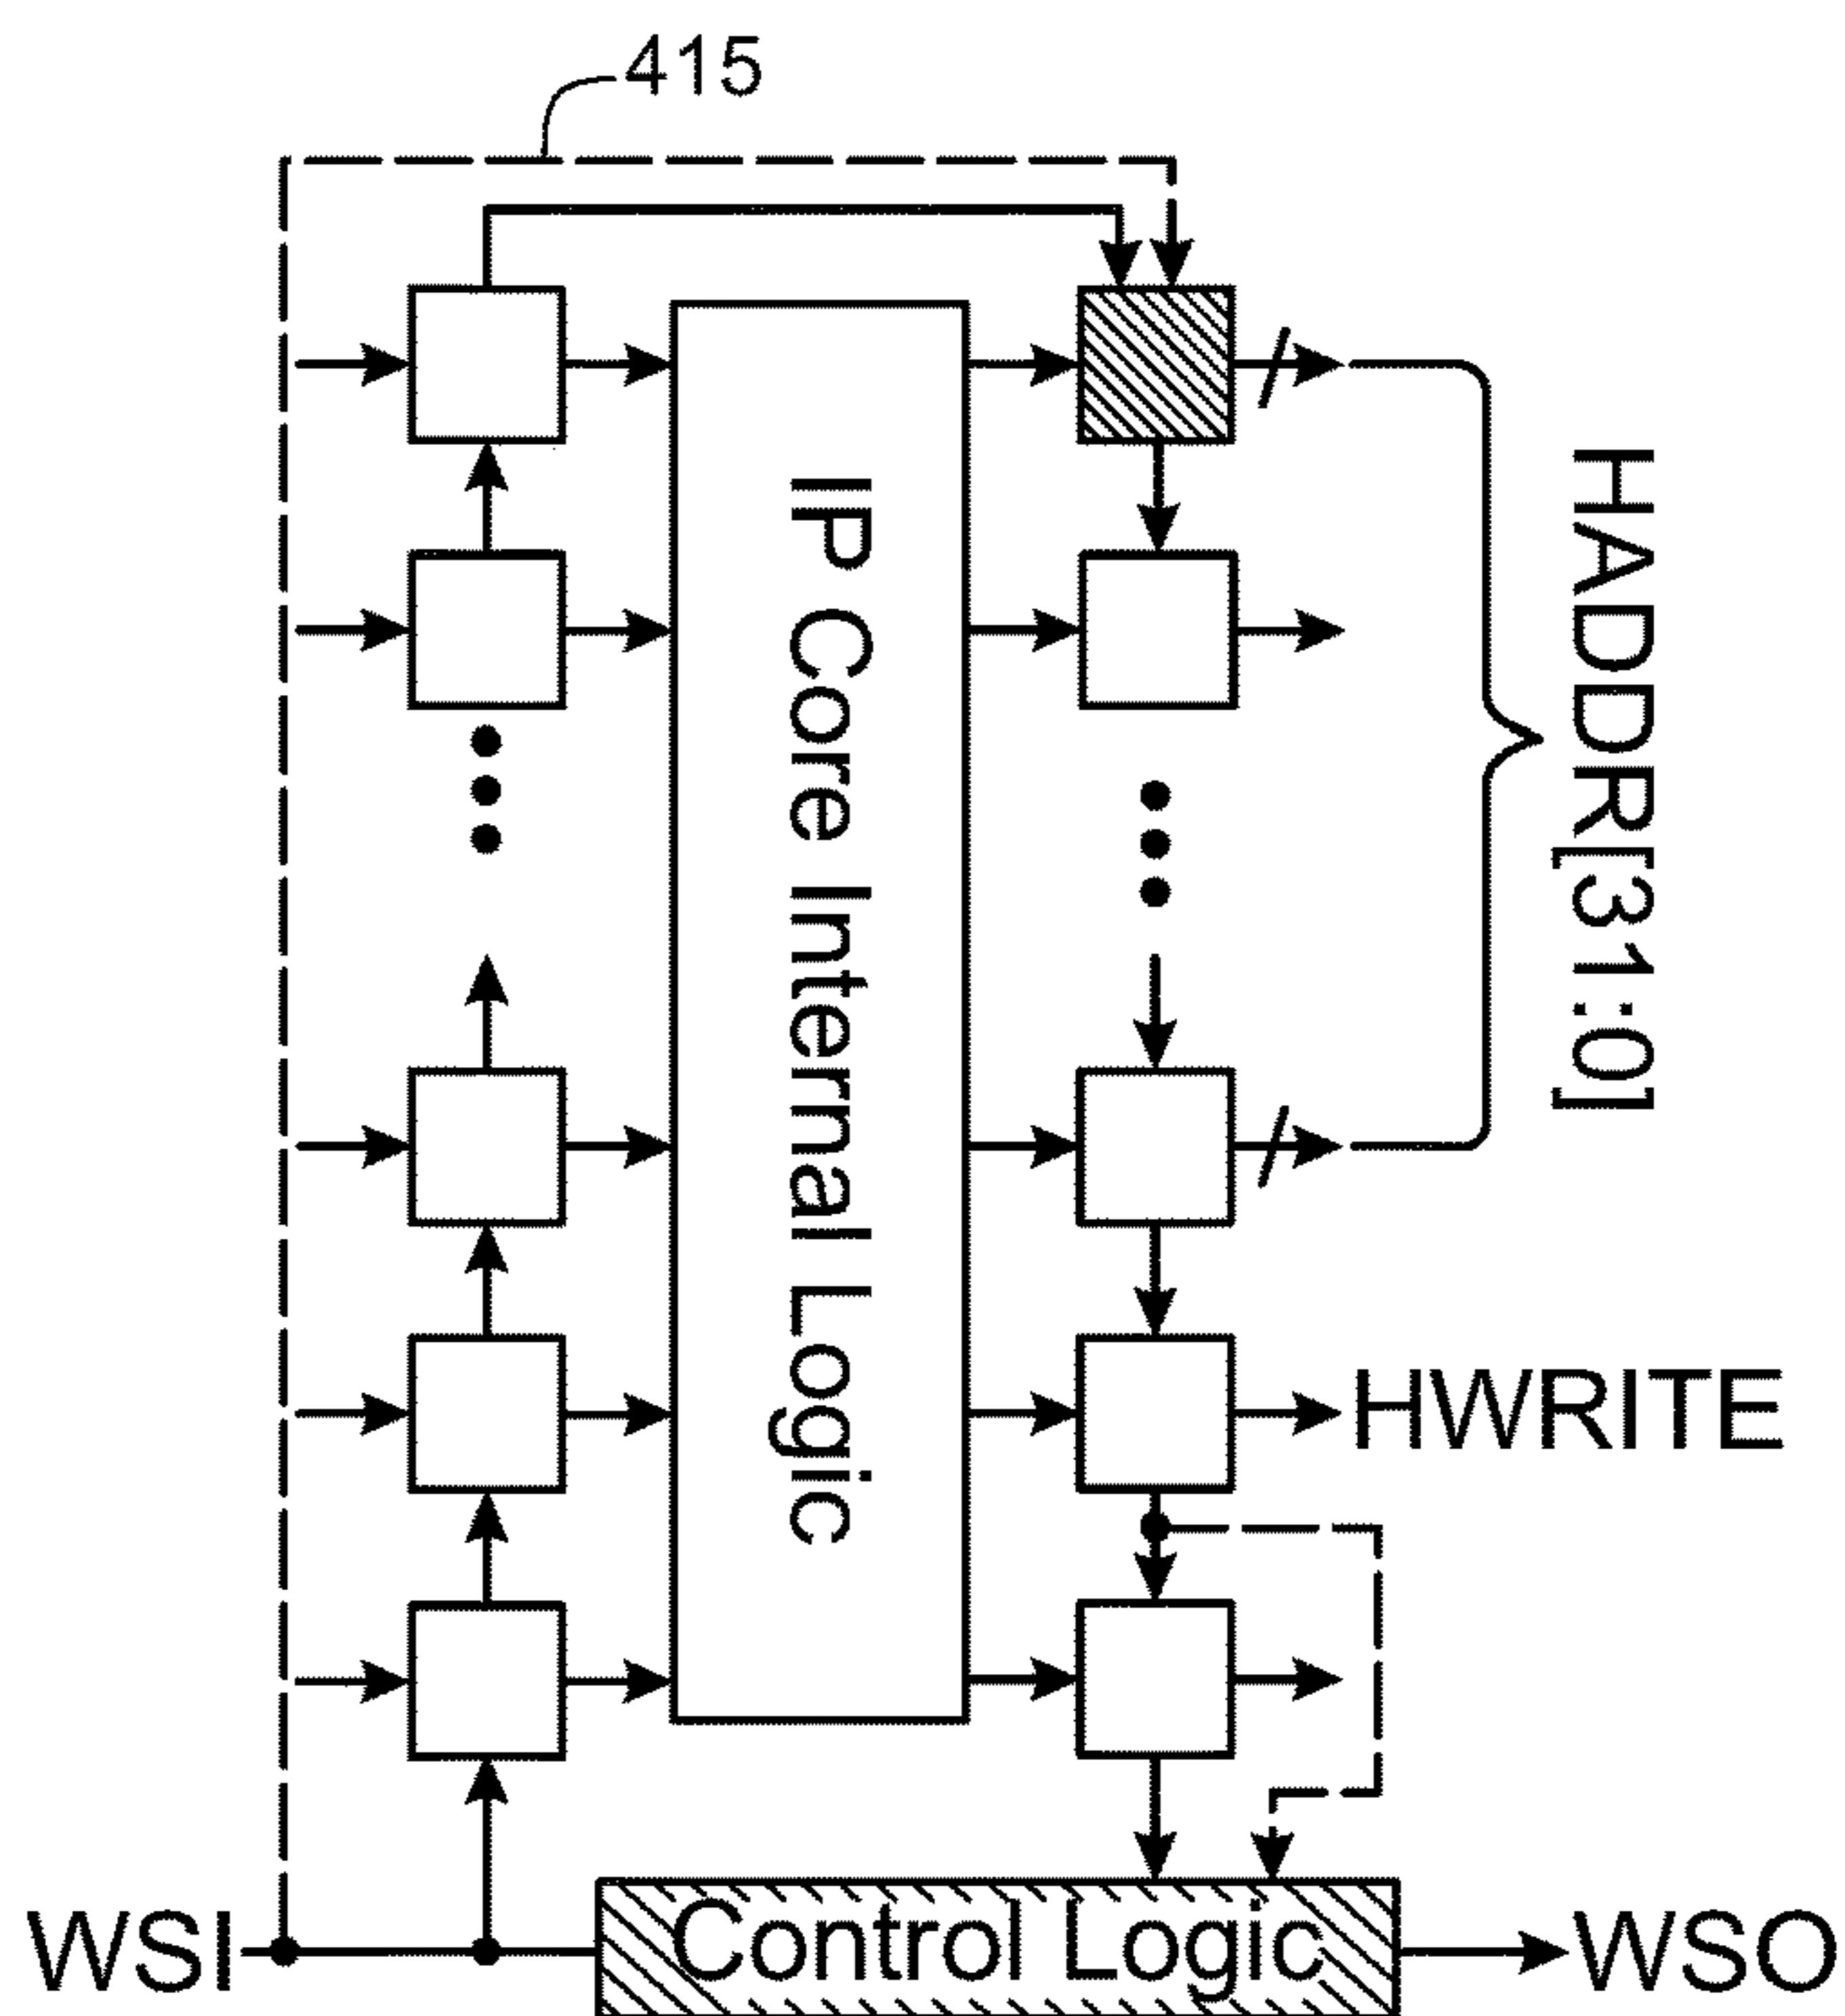 415
IP Core Internal Logic
HADDR[31:0]
HWRITE
WSI
Control Logic
WSO